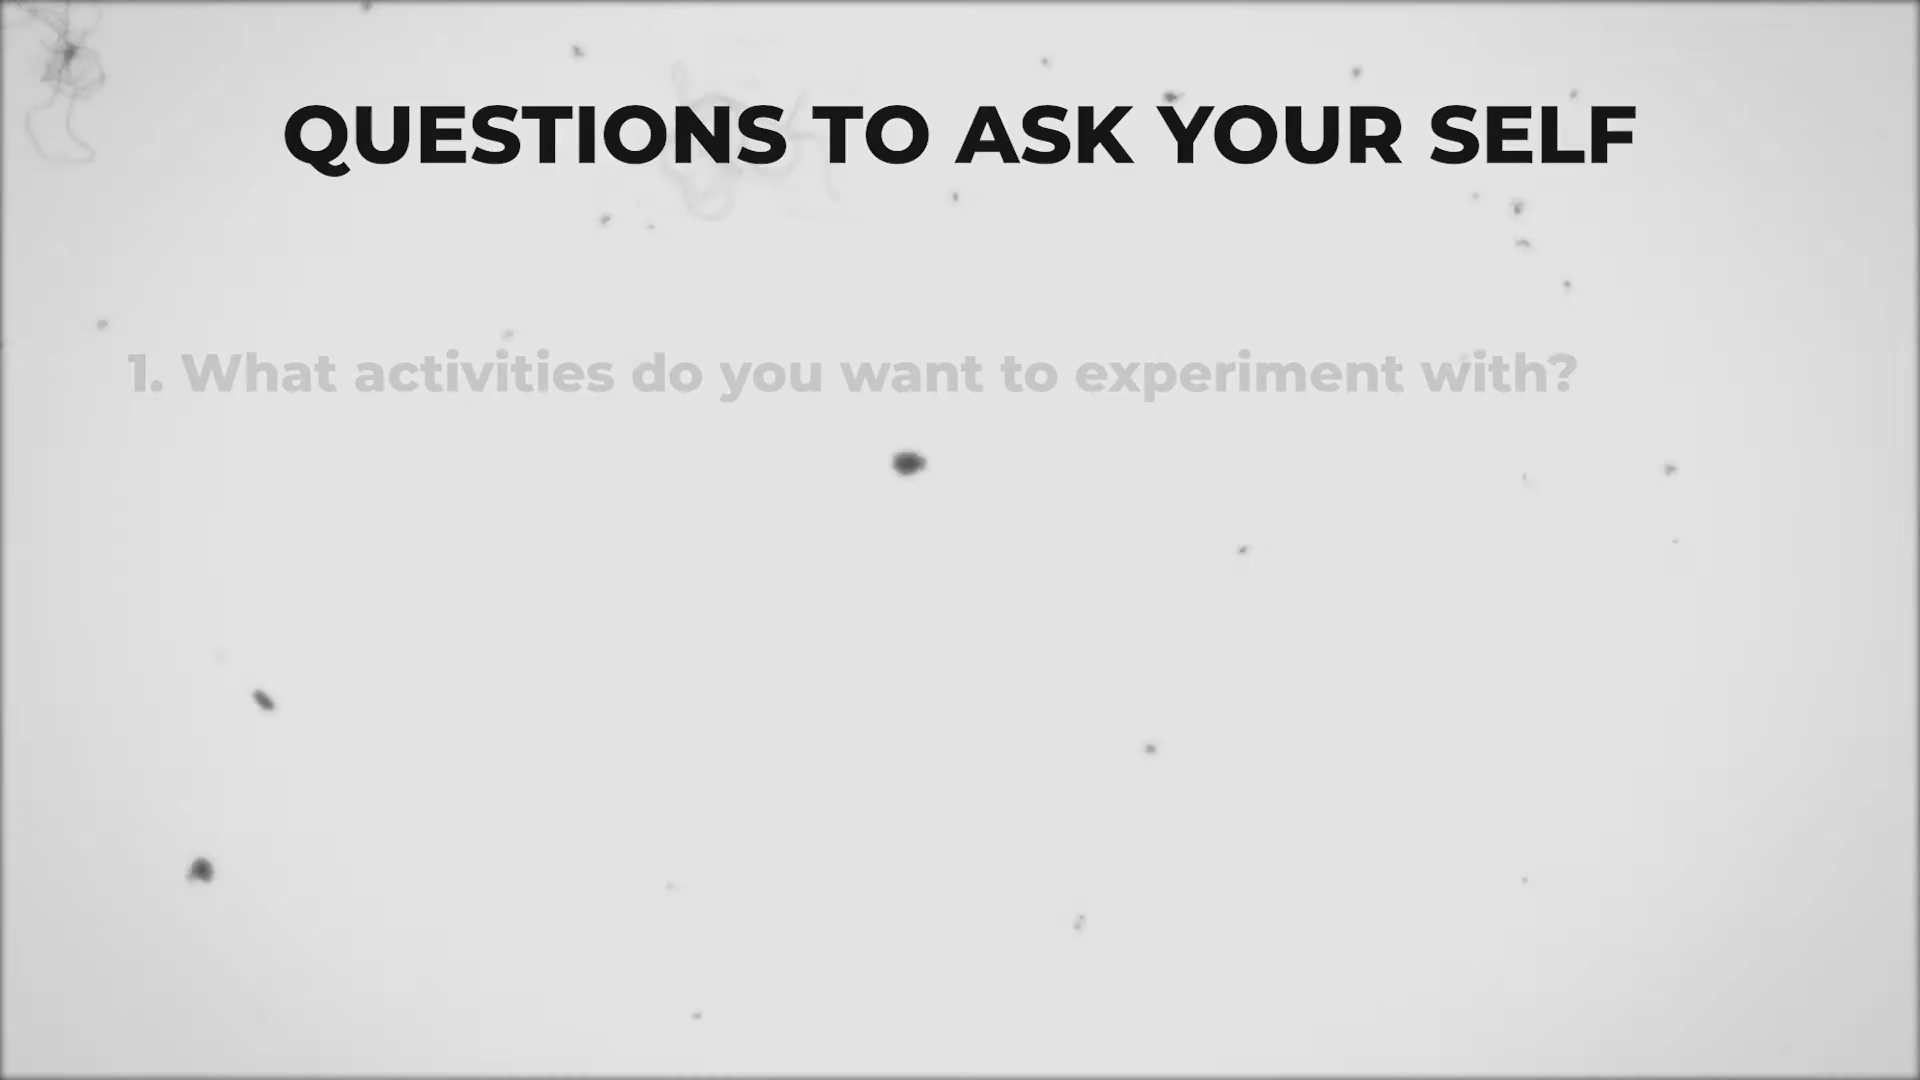 QUESTIONS TO ASK YOUR SELF
1. What activities do you want to experiment with?